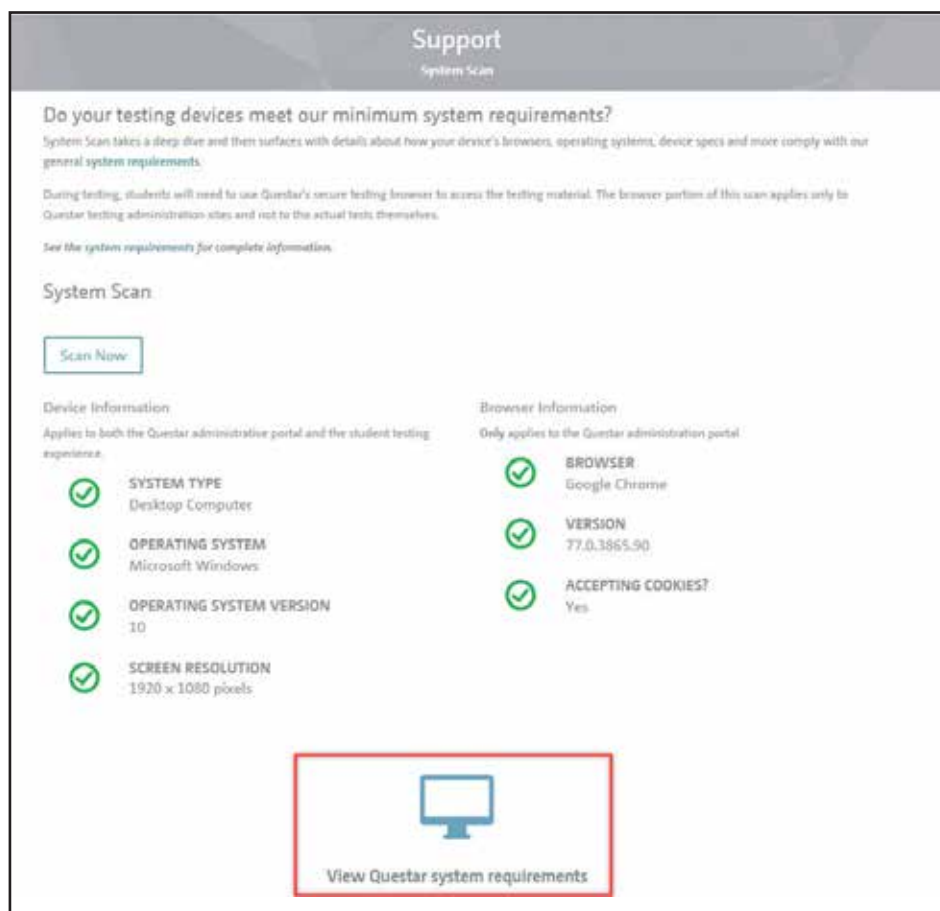 Support
System Scan
Do your testing devices meet our minimum system requirements?
System Scan takes a deep dive and then surfaces with details about how your device's browsers, operating systems, device specs and more comply with our
general system requirements.
During testing, students will need to use Questar's secure testing browser to access the testing material. The browser portion of this scan applies only to
Questar testing administration sites and not to the actual tests themselves.
See the system requirements for complete information.
System Scan
Scan Now
Device Information
Applies to both the Questar administrative portal and the student testing
experience.
SYSTEM TYPE
Desktop Computer
OPERATING SYSTEM
Microsoft Windows
OPERATING SYSTEM VERSION
10
SCREEN RESOLUTION
1920 x 1080 pixels
Browser Information
Only applies to the Questar administration portal
BROWSER
Google Chrome
VERSION
77.0.3865.90
ACCEPTING COOKIES?
Yes
View Questar system requirements